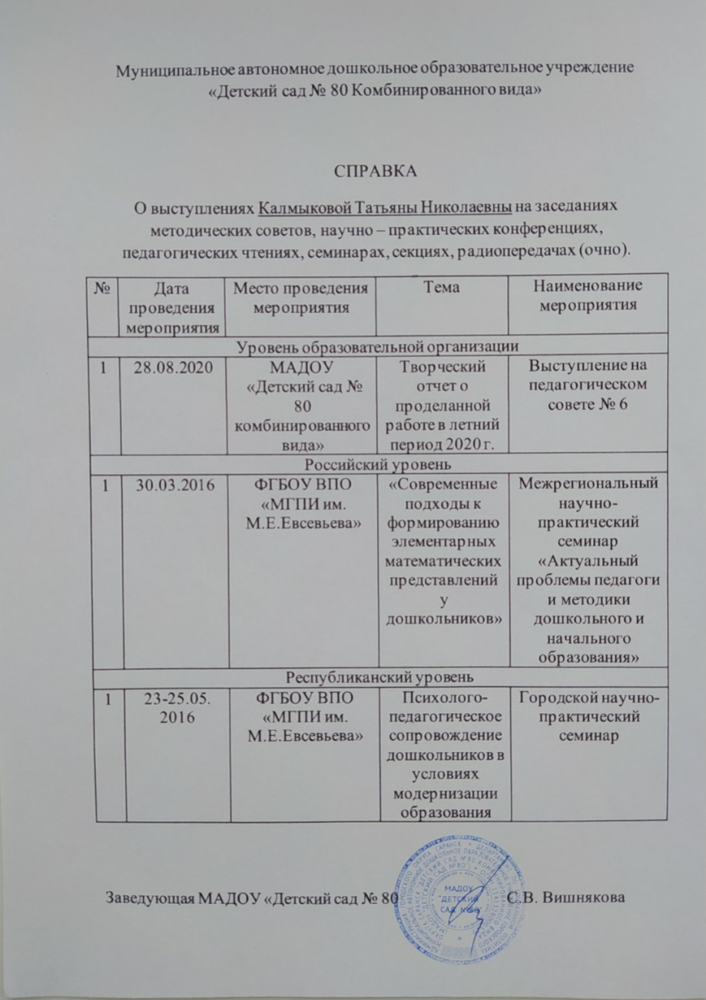 Муниципальное автономное дошкольное образовательное учреждение
«Детский сад № 80 Комбинированного вида»
СПРАВКА
О выступлениях Калмыковой Татьяны Николаевны на заседаниях
методических советов, научно – практических конференциях,
педагогических чтениях, семинарах, секциях, радиопередачах (очно).
№
Дата
проведения
мероприятия
Место проведения
мероприятия
Тема
Наименование
мероприятия
Уровень образовательной организации
1
28.08.2020
МАДОУ
«Детский сад №
80
комбинированного
вида»
Творческий
отчет о
проделанной
работе в летний
период 2020 г.
Выступление на
педагогическом
совете № 6
Российский уровень
1
30.03.2016
ФГБОУ ВПО
«МГПИ им.
М.Е.Евсевьева»
«Современные
подходы к
формированию
элементарных
математических
представлений
у
дошкольников»
Межрегиональный
научно-
практический
семинар
«Актуальный
проблемы педагоги
и методики
дошкольного и
начального
образования»
Республиканский уровень
1
23-25.05.
2016
ФГБОУ ВПО
«МГПИ им.
М.Е.Евсевьева»
Психолого-
педагогическое
сопровождение
дошкольников в
условиях
модернизации
образования
Городской научно-
практический
семинар
Заведующая МАДОУ «Детский сад № 80
С.В. Вишнякова
МАДОУ
"ДЕТСКИЙ
САД